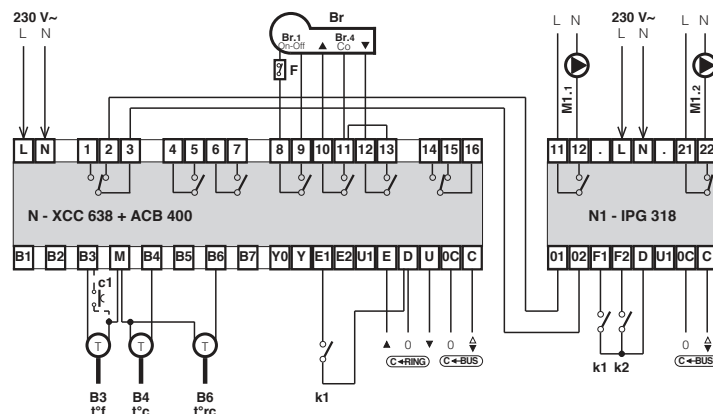 230 V~
L N
Br
Br.1
On-Off
Br.4
Co
F
230 V~
L N
L N
L N
M1.1
M1.2
L N 1 2 3 4 5 6 7 8 9 10 11 12 13 14 15 16
11 12 . L N . 21 22
N - XCC 638 + ACB 400
N1 - IPG 318
B1 B2 B3 M B4 B5 B6 B7 Y0 Y E1 E2 U1 E D U 0C C
01 02 F1 F2 D U1 0C C
c1
T T T
0 0
0
C RING
C BUS
C BUS
k1
k1 k2
B3
t°f
B4
t°c
B6
t°rc